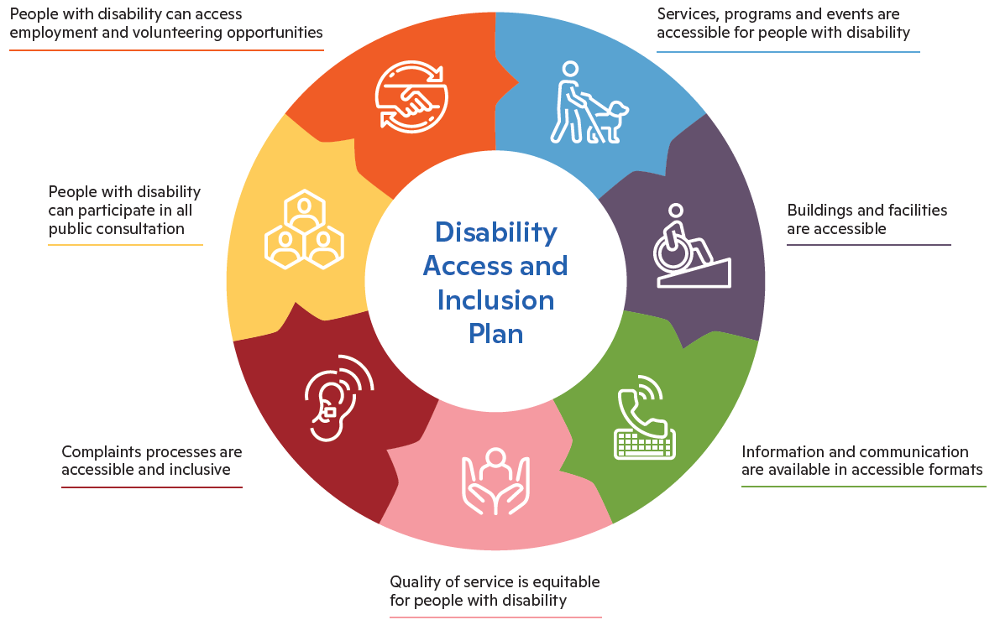 People with disability can access
employment and volunteering opportunities
Services, programs and events are
accessible for people with disability
People with disability
can participate in all
public consultation
Disability
Access and
Inclusion
Plan
Buildings and facilities
are accessible
Complaints processes are
accessible and inclusive
Information and communication
are available in accessible formats
Quality of service is equitable
for people with disability